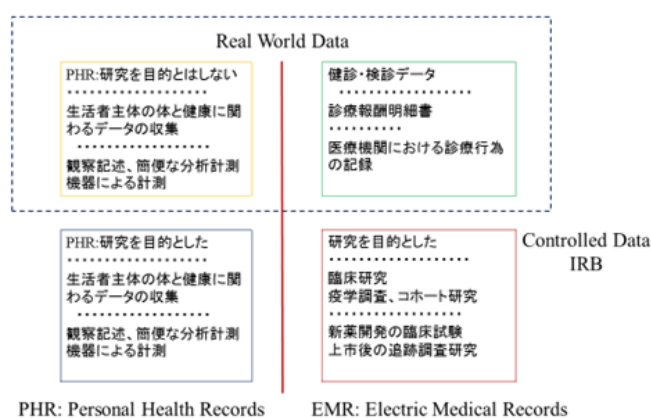 Real World Data
PHR:研究を目的とはしない
生活者主体の体と健康に関
わるデータの収集
観察記述、簡便な分析計測
機器による計測
健診・検診データ
診療報酬明細書
医療機関における診療行為
の記録
PHR:研究を目的とした
生活者主体の体と健康に関
わるデータの収集
観察記述、簡便な分析計測
機器による計測
研究を目的とした
臨床研究
疫学調査、コホート研究
新薬開発の臨床試験
上市後の追跡調査研究
Controlled Data
IRB
PHR: Personal Health Records
EMR: Electric Medical Records